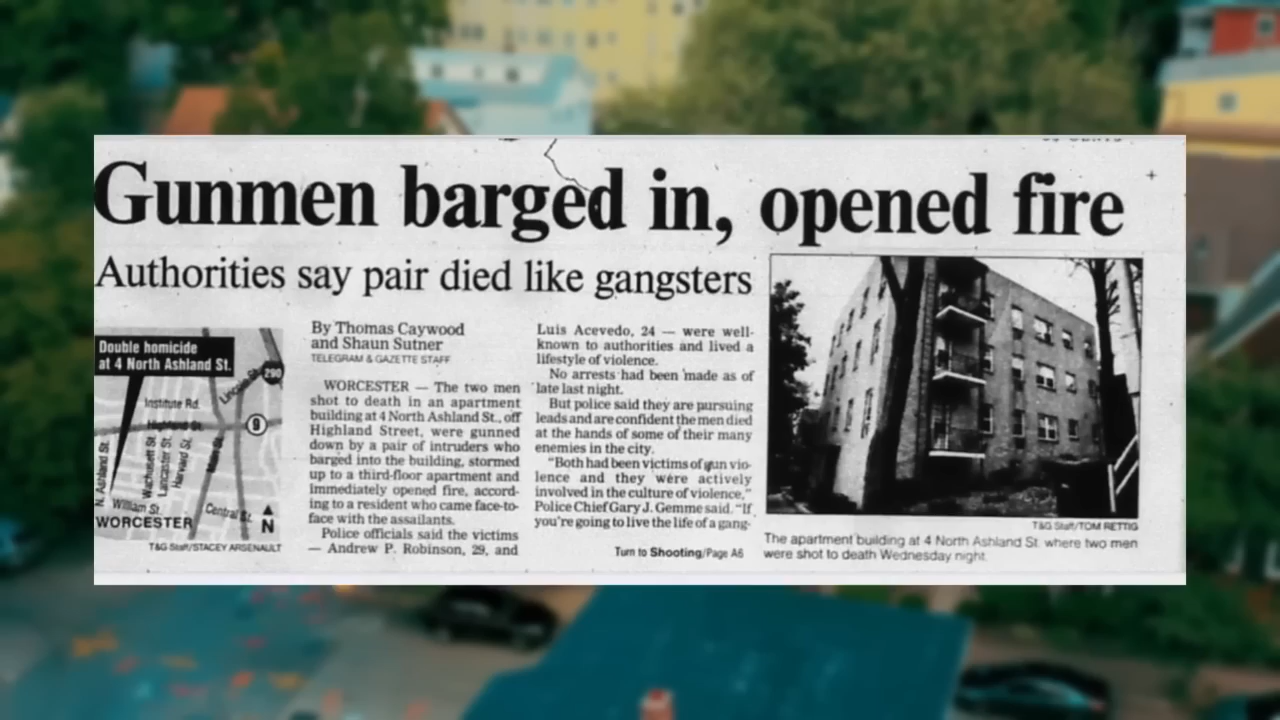 Gunmen barged in, opened fire
Authorities say pair died like gangsters
Double homicide
at 4 North Ashland St.
290
Lincoln St.
Institute Rd.
Highland St.
9
N. Ashland St.
Wachusett St.
Lancaster St.
Harvard St.
Main St.
William St.
Central St.
WORCESTER
N
T&G Staff/STACEY ARSENAULT
By Thomas Caywood
and Shaun Sutner
TELEGRAM & GAZETTE STAFF
WORCESTER — The two men
shot to death in an apartment
building at 4 North Ashland St., off
Highland Street, were gunned
down by a pair of intruders who
barged into the building, stormed
up to a third-floor apartment and
immediately opened fire, accord-
ing to a resident who came face-to-
face with the assailants.
Police officials said the victims
— Andrew P. Robinson, 29, and
Luis Acevedo, 24 — were well-
known to authorities and lived a
lifestyle of violence.
No arrests had been made as of
late last night.
But police said they are pursuing
leads and are confident the men died
at the hands of some of their many
enemies in the city.
"Both had been victims of gun vio-
lence and they were actively
involved in the culture of violence,"
Police Chief Gary J. Gemme said. "If
you're going to live the life of a gang-
Turn to Shooting/Page A6
T&G Staff/TOM RETTIG
The apartment building at 4 North Ashland St. where two men
were shot to death Wednesday night.